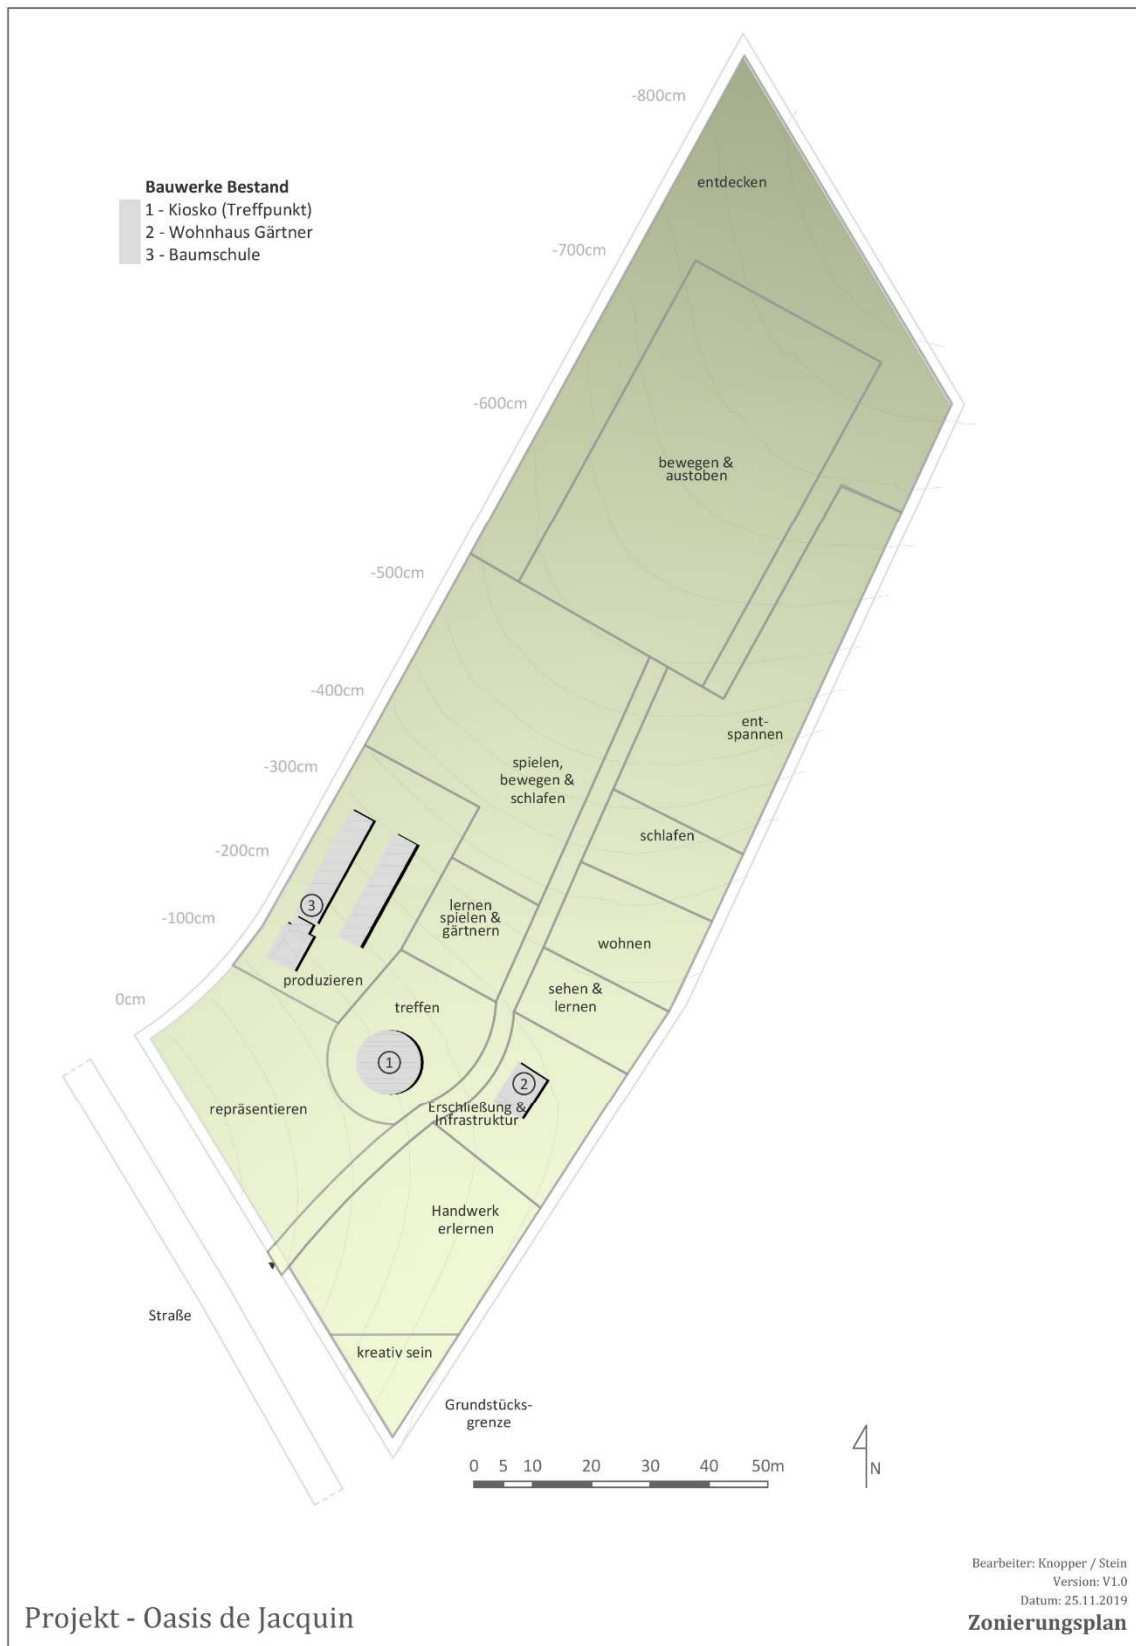 -800cm
entdecken
Bauwerke Bestand
1 - Kiosko (Treffpunkt)
2 - Wohnhaus Gärtner
3 - Baumschule
-700cm
-600cm
bewegen &
austoben
-500cm
-400cm
ent-
spannen
-300cm
spielen,
bewegen &
schlafen
-200cm
schlafen
3
-100cm
lernen
spielen &
gärtnern
wohnen
produzieren
sehen &
lernen
0cm
treffen
1
2
repräsentieren
Erschließung &
Infrastruktur
Handwerk
erlernen
Straße
kreativ sein
Grundstücks-
grenze
0 5 10 20 30 40 50m
N
Bearbeiter: Knopper / Stein
Version: V1.0
Datum: 25.11.2019
Zonierungsplan
Projekt - Oasis de Jacquin